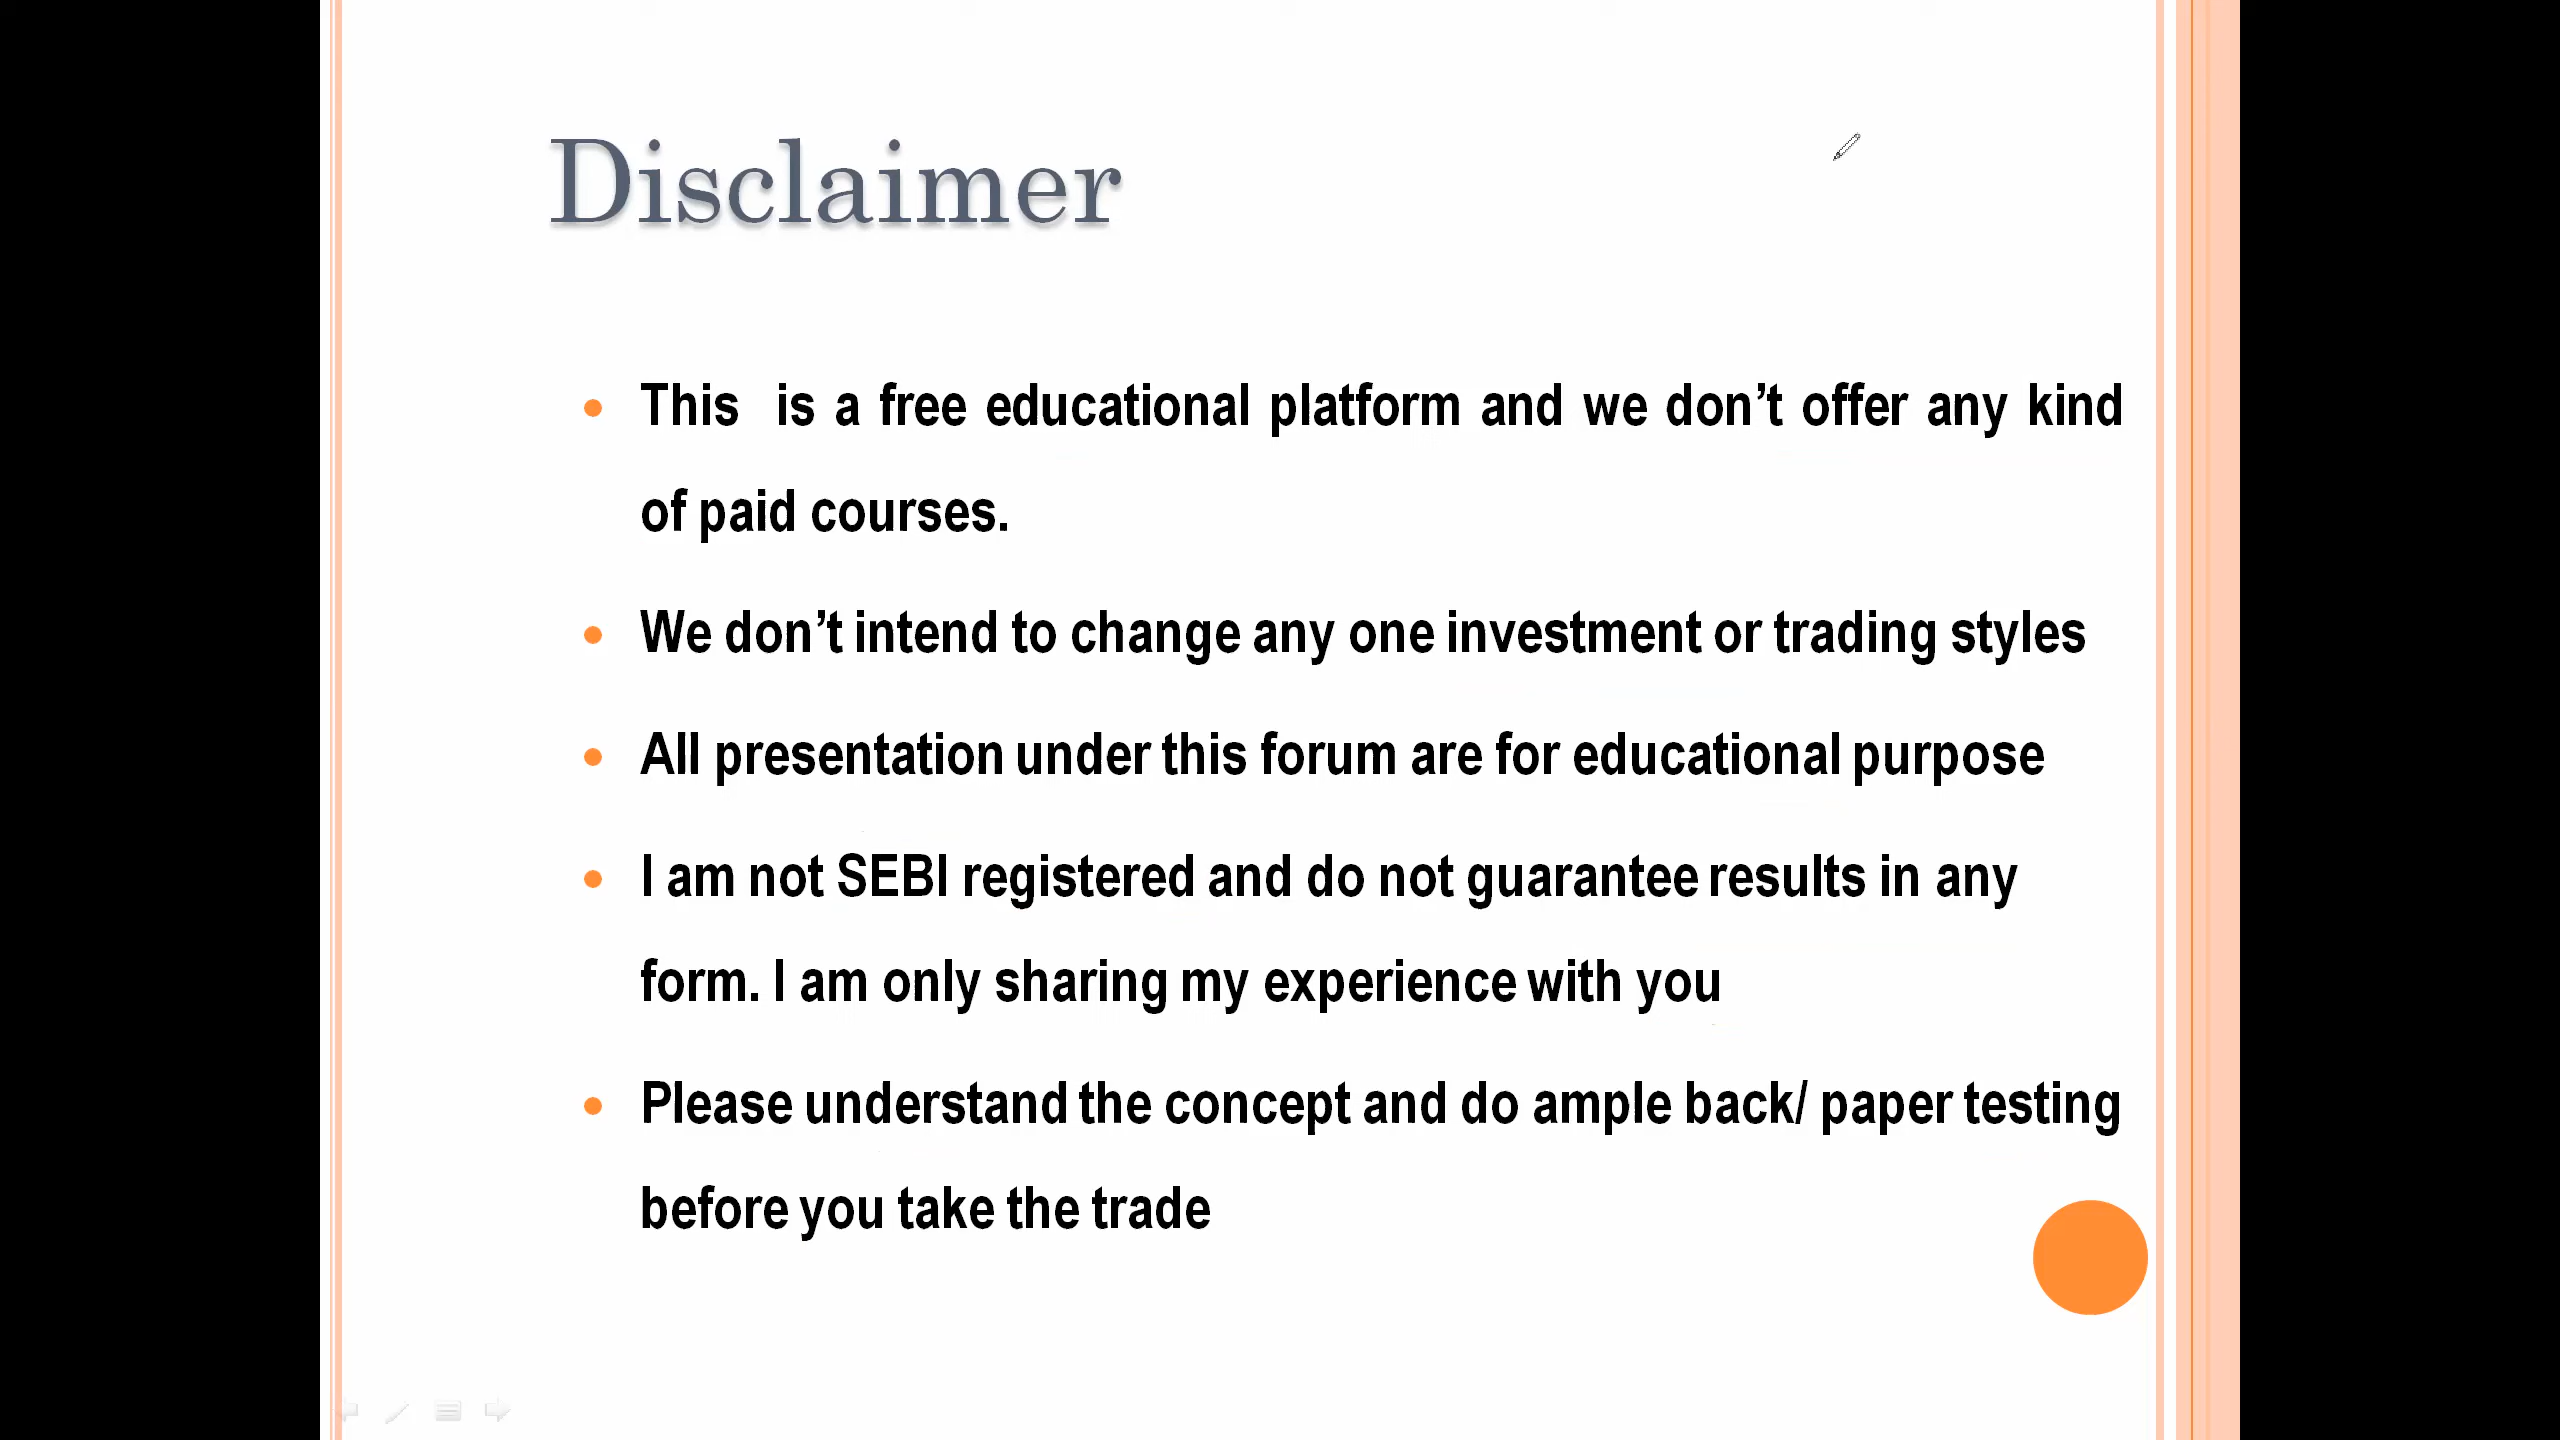 Disclaimer
This is a free educational platform and we don’t offer any kind
of paid courses.
We don’t intend to change any one investment or trading styles
All presentation under this forum are for educational purpose
I am not SEBI registered and do not guarantee results in any
form. I am only sharing my experience with you
Please understand the concept and do ample back/ paper testing
before you take the trade